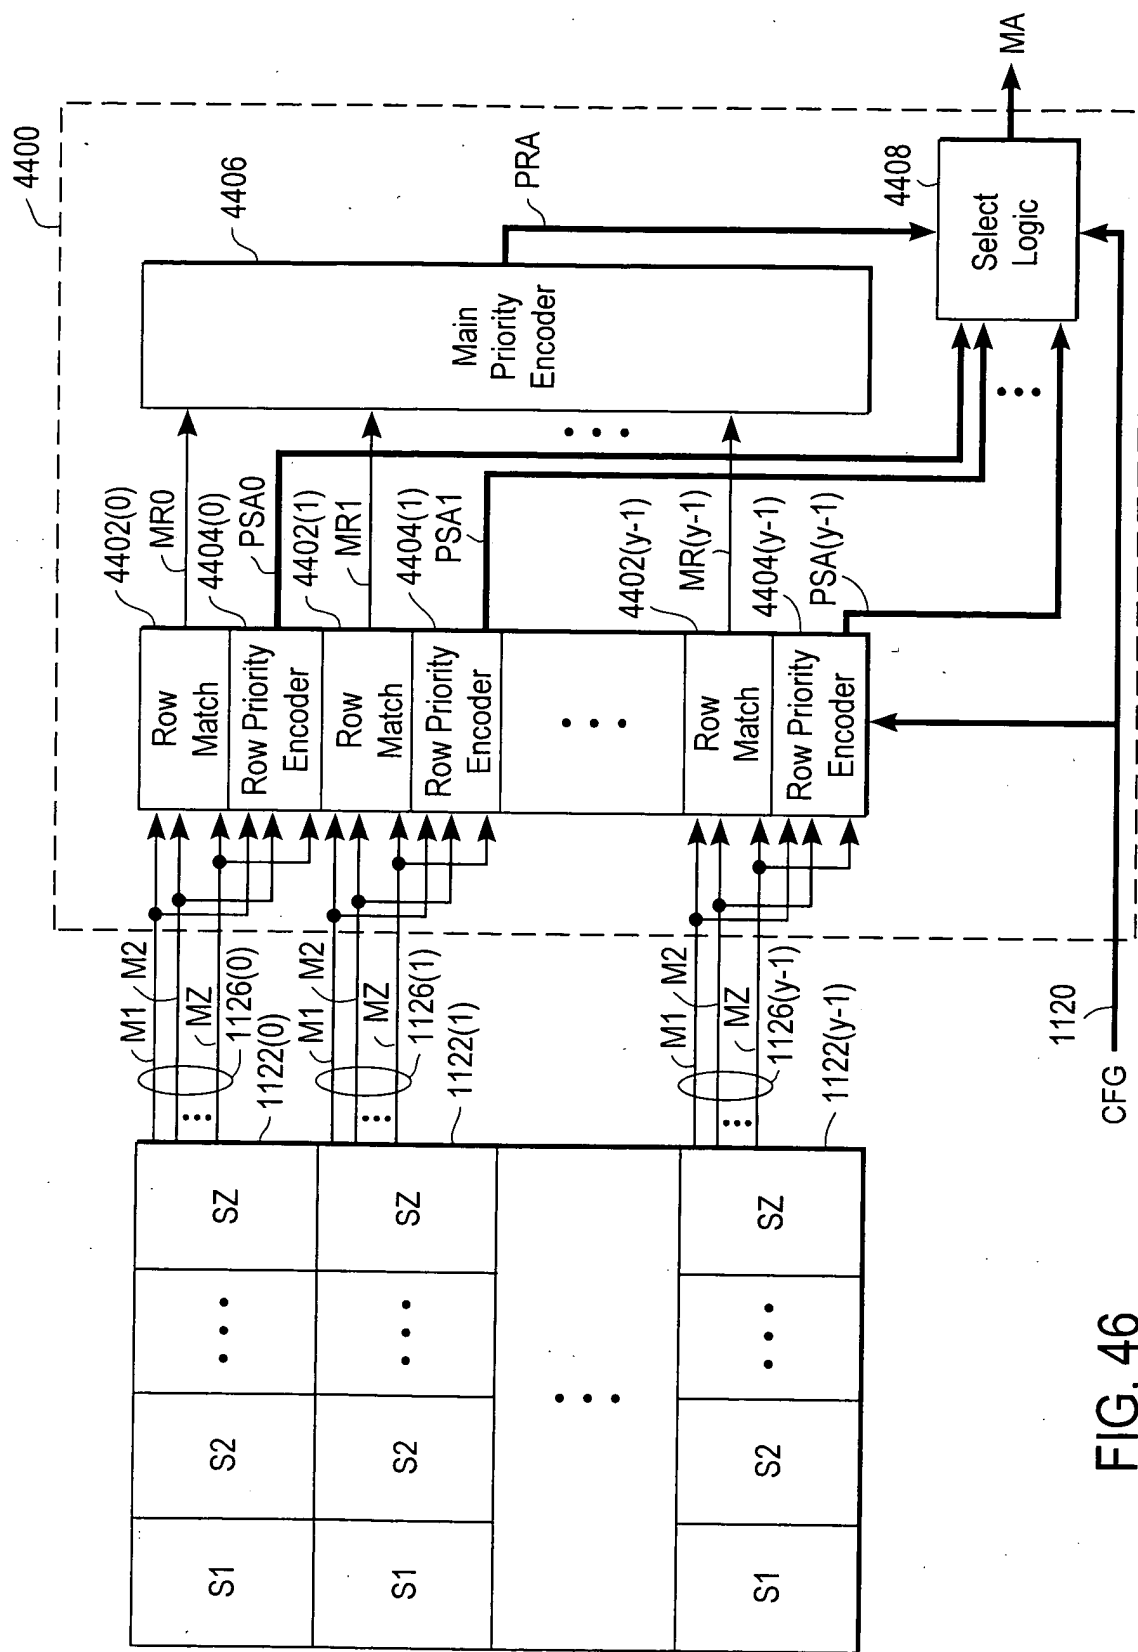 4400
S1
S2
SZ
S1
S2
SZ
S1
S2
SZ
M1
M2
MZ
1126(0)
1122(0)
M1
M2
MZ
1126(1)
1122(1)
M1
M2
MZ
1126(y-1)
1122(y-1)
Row
Match
Row Priority
Encoder
Row
Match
Row Priority
Encoder
Row
Match
Row Priority
Encoder
4402(0)
MR0
4404(0)
PSA0
4402(1)
MR1
4404(1)
PSA1
4402(y-1)
MR(y-1)
4404(y-1)
PSA(y-1)
Main
Priority
Encoder
4406
PRA
4408
Select
Logic
MA
1120
CFG
FIG. 46